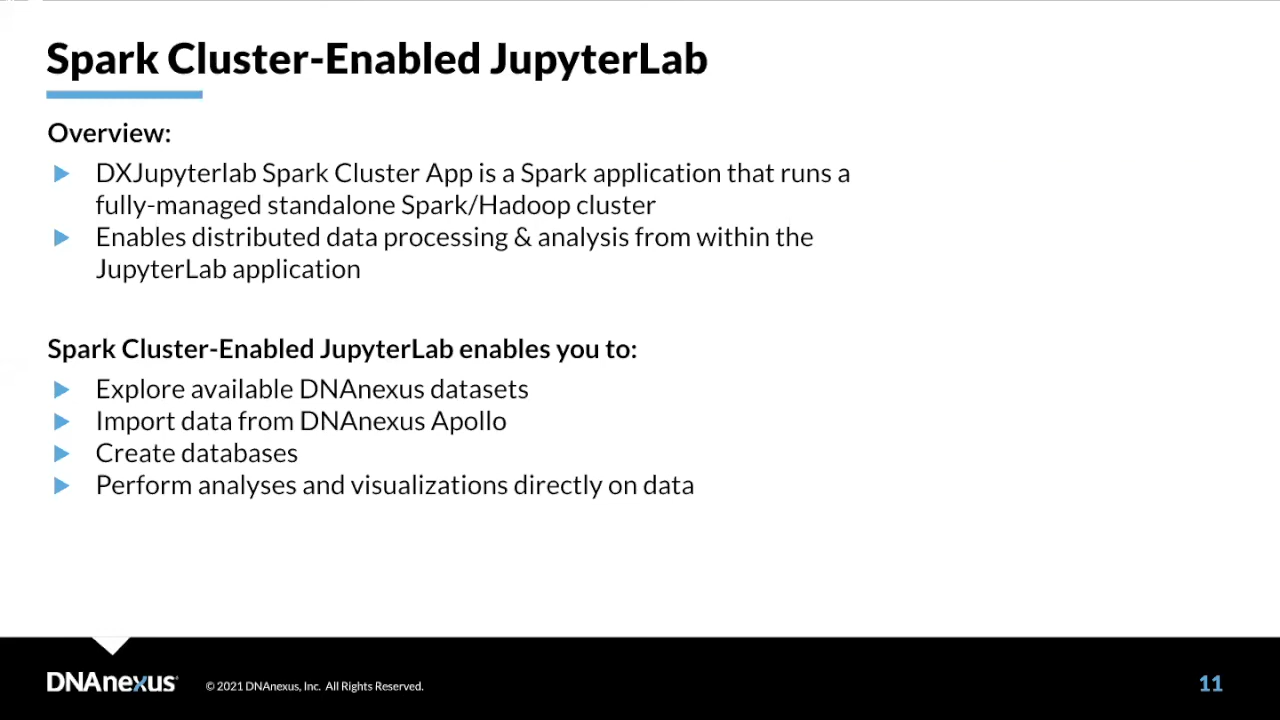 Spark Cluster-Enabled JupyterLab
Overview:
DXJupyterlab Spark Cluster App is a Spark application that runs a
fully-managed standalone Spark/Hadoop cluster
Enables distributed data processing & analysis from within the
JupyterLab application
Spark Cluster-Enabled JupyterLab enables you to:
Explore available DNAnexus datasets
Import data from DNAnexus Apollo
Create databases
Perform analyses and visualizations directly on data
DNAnexus
© 2021 DNAnexus, Inc. All Rights Reserved.
11